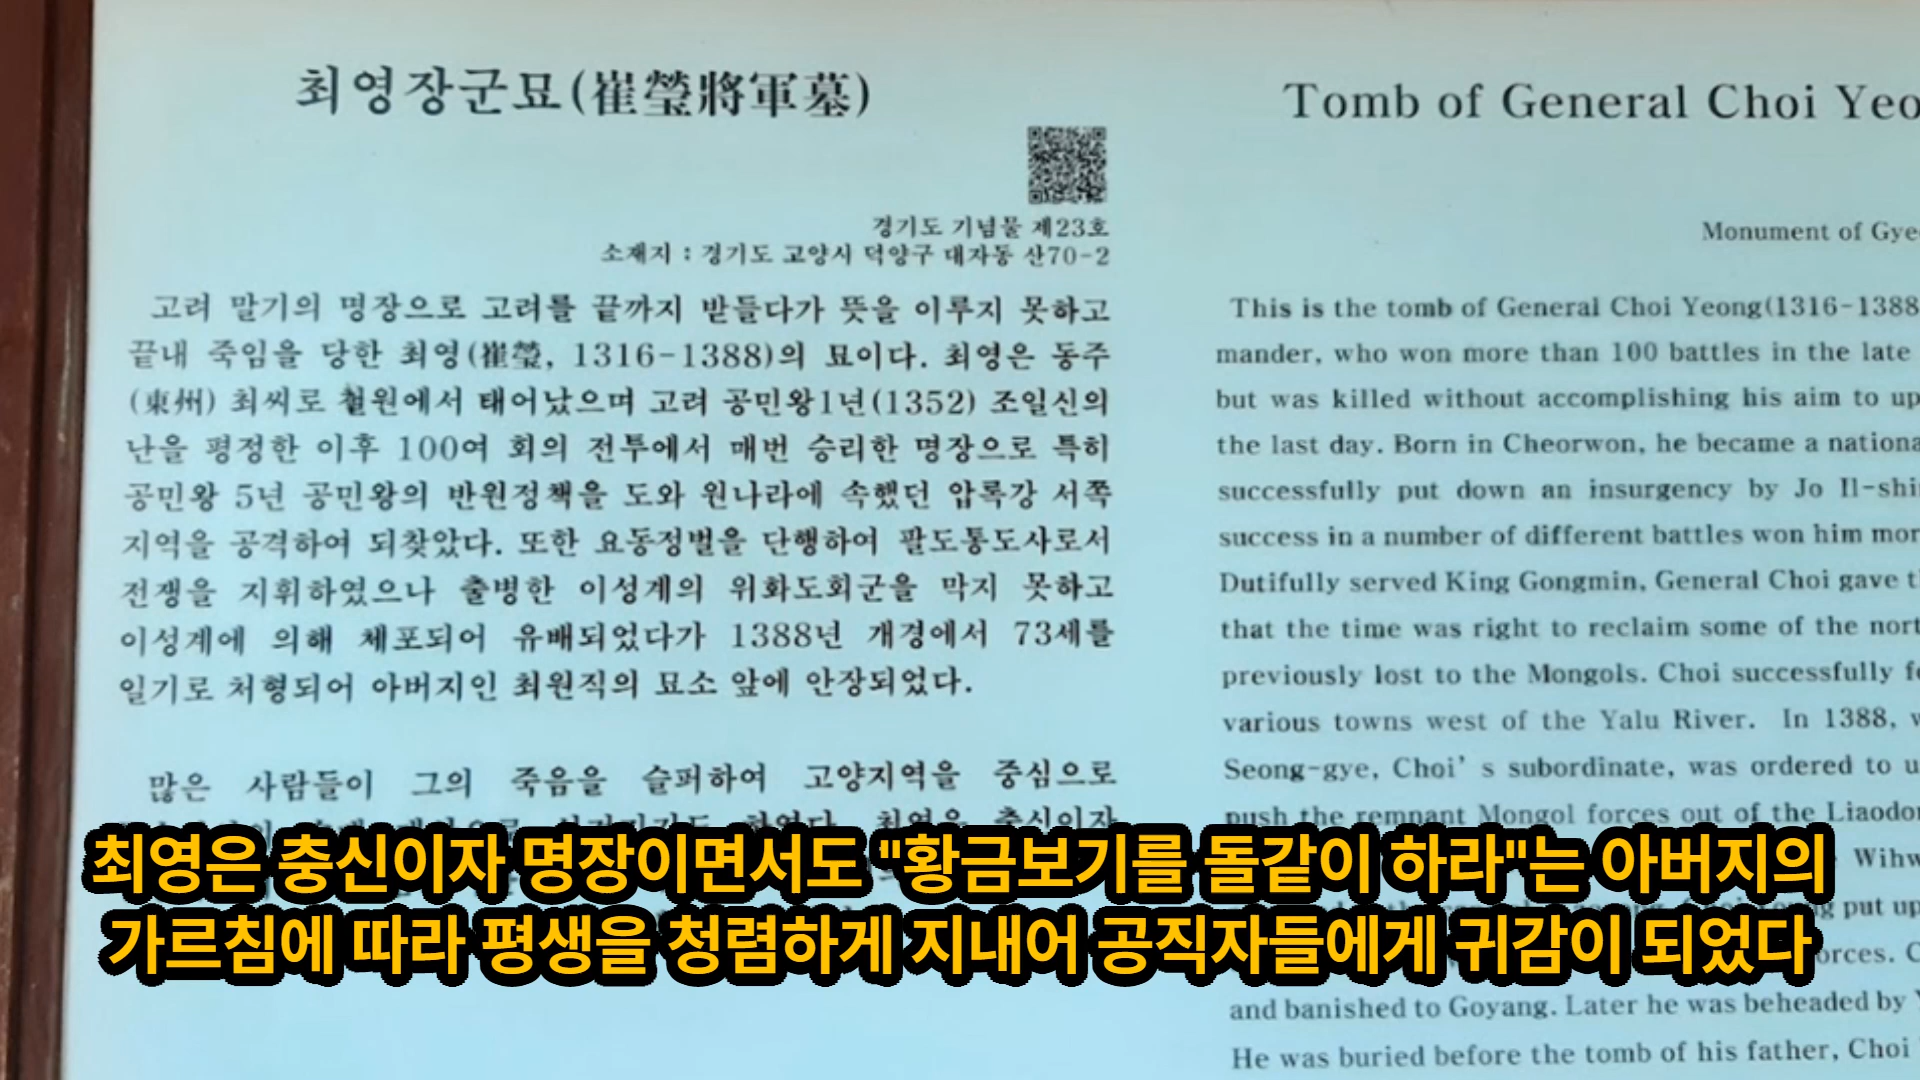 최영장군묘(崔瑩將軍墓)
경기도 기념물 제23호
소재지 : 경기도 고양시 덕양구 대자동 산70-2
고려 말기의 명장으로 고려를 끝까지 받들다가 뜻을 이루지 못하고
끝내 죽임을 당한 최영(崔瑩, 1316-1388)의 묘이다. 최영은 동주
(東州) 최씨로 철원에서 태어났으며 고려 공민왕1년(1352) 조일신의
난을 평정한 이후 100여 회의 전투에서 매번 승리한 명장으로 특히
공민왕 5년 공민왕의 반원정책을 도와 원나라에 속했던 압록강 서쪽
지역을 공격하여 되찾았다. 또한 요동정벌을 단행하여 팔도통도사로서
전쟁을 지휘하였으나 출병한 이성계의 위화도회군을 막지 못하고
이성계에 의해 체포되어 유배되었다가 1388년 개경에서 73세를
일기로 처형되어 아버지인 최원직의 묘소 앞에 안장되었다.
많은 사람들이 그의 죽음을 슬퍼하여 고양지역을 중심으로
최영은 충신이자
Tomb of General Choi Yeo
Monument of Gye
This is the tomb of General Choi Yeong(1316-1388
mander, who won more than 100 battles in the late
but was killed without accomplishing his aim to up
the last day. Born in Cheorwon, he became a nationa
successfully put down an insurgency by Jo Il-shi
success in a number of different battles won him mor
Dutifully served King Gongmin, General Choi gave t
that the time was right to reclaim some of the nort
previously lost to the Mongols. Choi successfully f
various towns west of the Yalu River. In 1388,
Seong-gye, Choi's subordinate, was ordered to u
push the remnant Mongol forces out of the Liaodo
Wihw
put up
orces. C
and banished to Goyang. Later he was beheaded by
He was buried before the tomb of his father, Choi
최영은 충신이자 명장이면서도 "황금보기를 돌같이 하라"는 아버지의
가르침에 따라 평생을 청렴하게 지내어 공직자들에게 귀감이 되었다